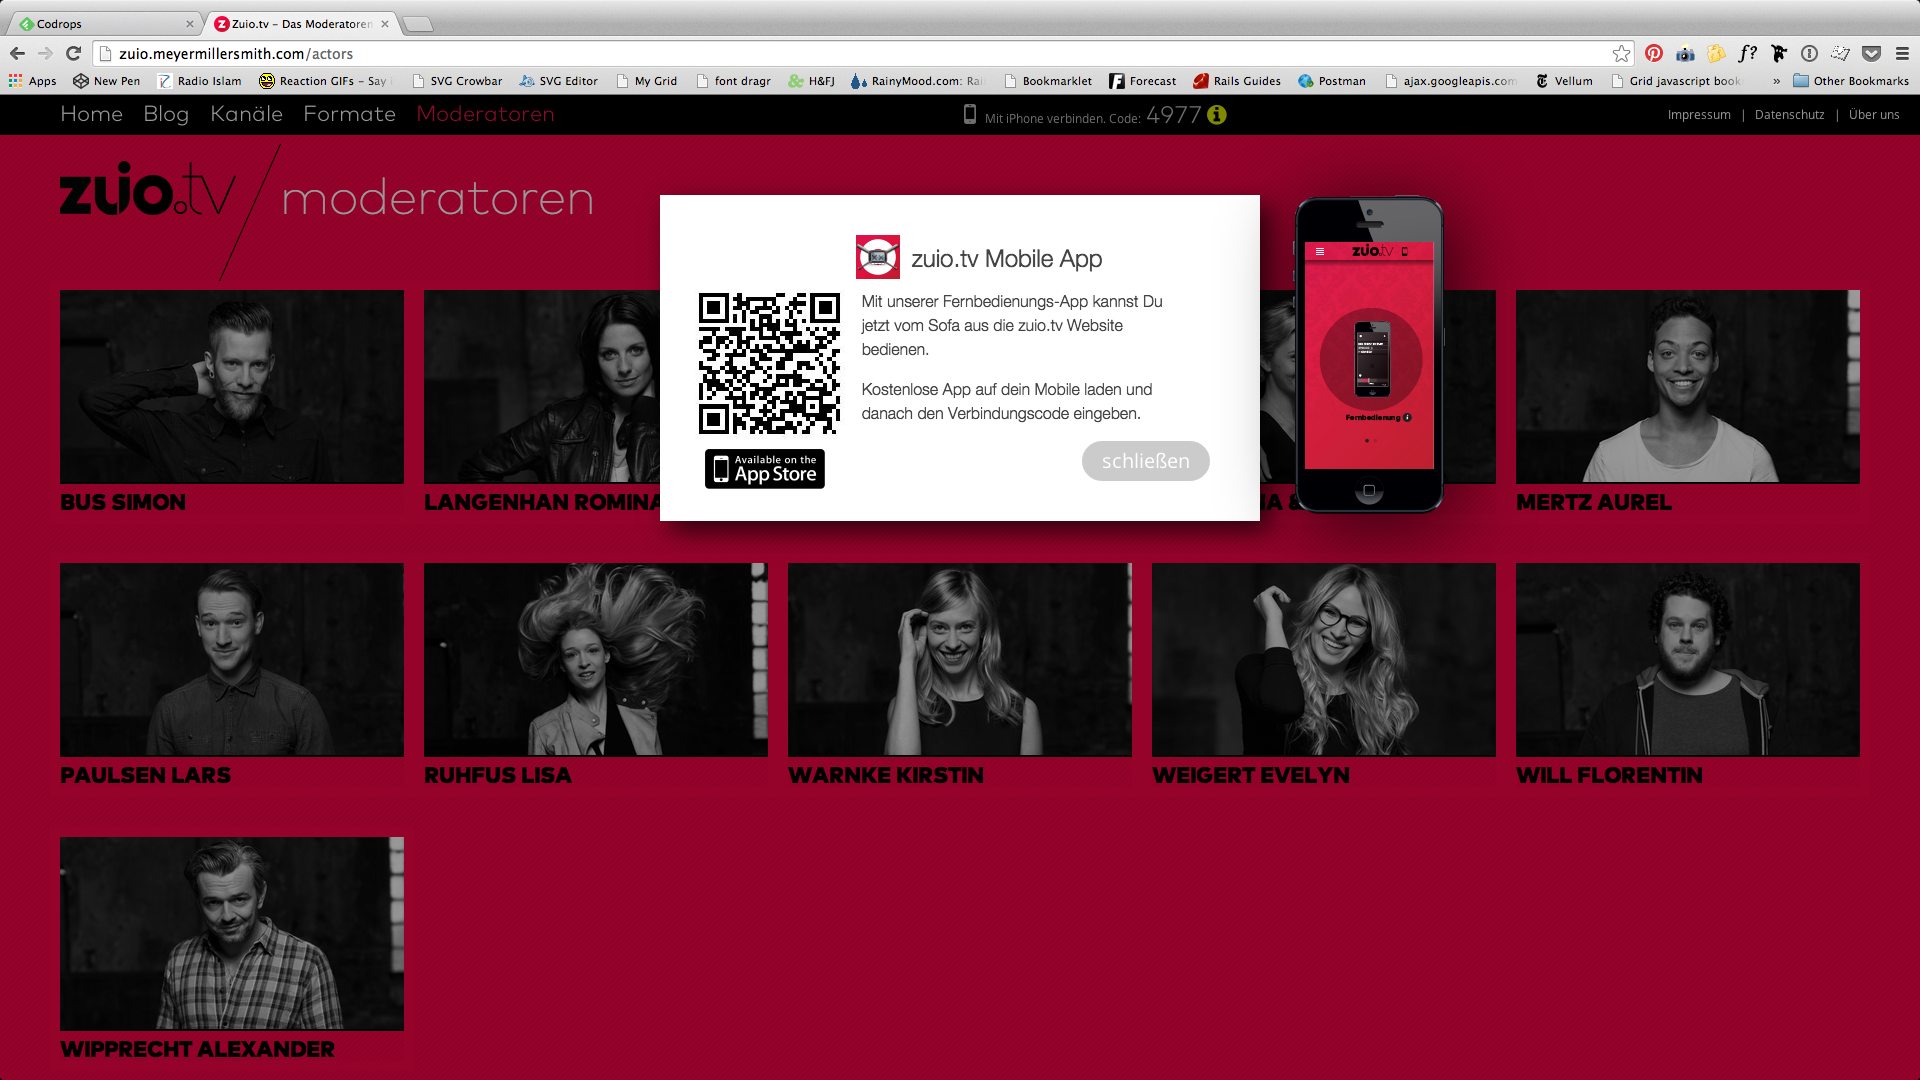 Codrops
Zuio.tv – Das Moderatoren
zuio.meyermillersmith.com/actors
Apps
New Pen
Radio Islam
Reaction GIFs – Say
SVG Crowbar
SVG Editor
My Grid
font dragr
H&FJ
RainyMood.com: Rai
Bookmarklet
Forecast
Rails Guides
Postman
ajax.googleapis.com
Vellum
Grid javascript book
»
Other Bookmarks
Home
Blog
Kanäle
Formate
Moderatoren
Mit iPhone verbinden. Code: 4977
Impressum | Datenschutz | Über uns
zuio.tv / moderatoren
zuio.tv Mobile App
Mit unserer Fernbedienungs-App kannst Du
jetzt vom Sofa aus die zuio.tv Website
bedienen.
Kostenlose App auf dein Mobile laden und
danach den Verbindungscode eingeben.
Available on the
App Store
schließen
zuio.tv
Fernbedienung
BUS SIMON
LANGENHAN ROMINA
&
MERTZ AUREL
PAULSEN LARS
RUHFUS LISA
WARNKE KIRSTIN
WEIGERT EVELYN
WILL FLORENTIN
WIPPRECHT ALEXANDER